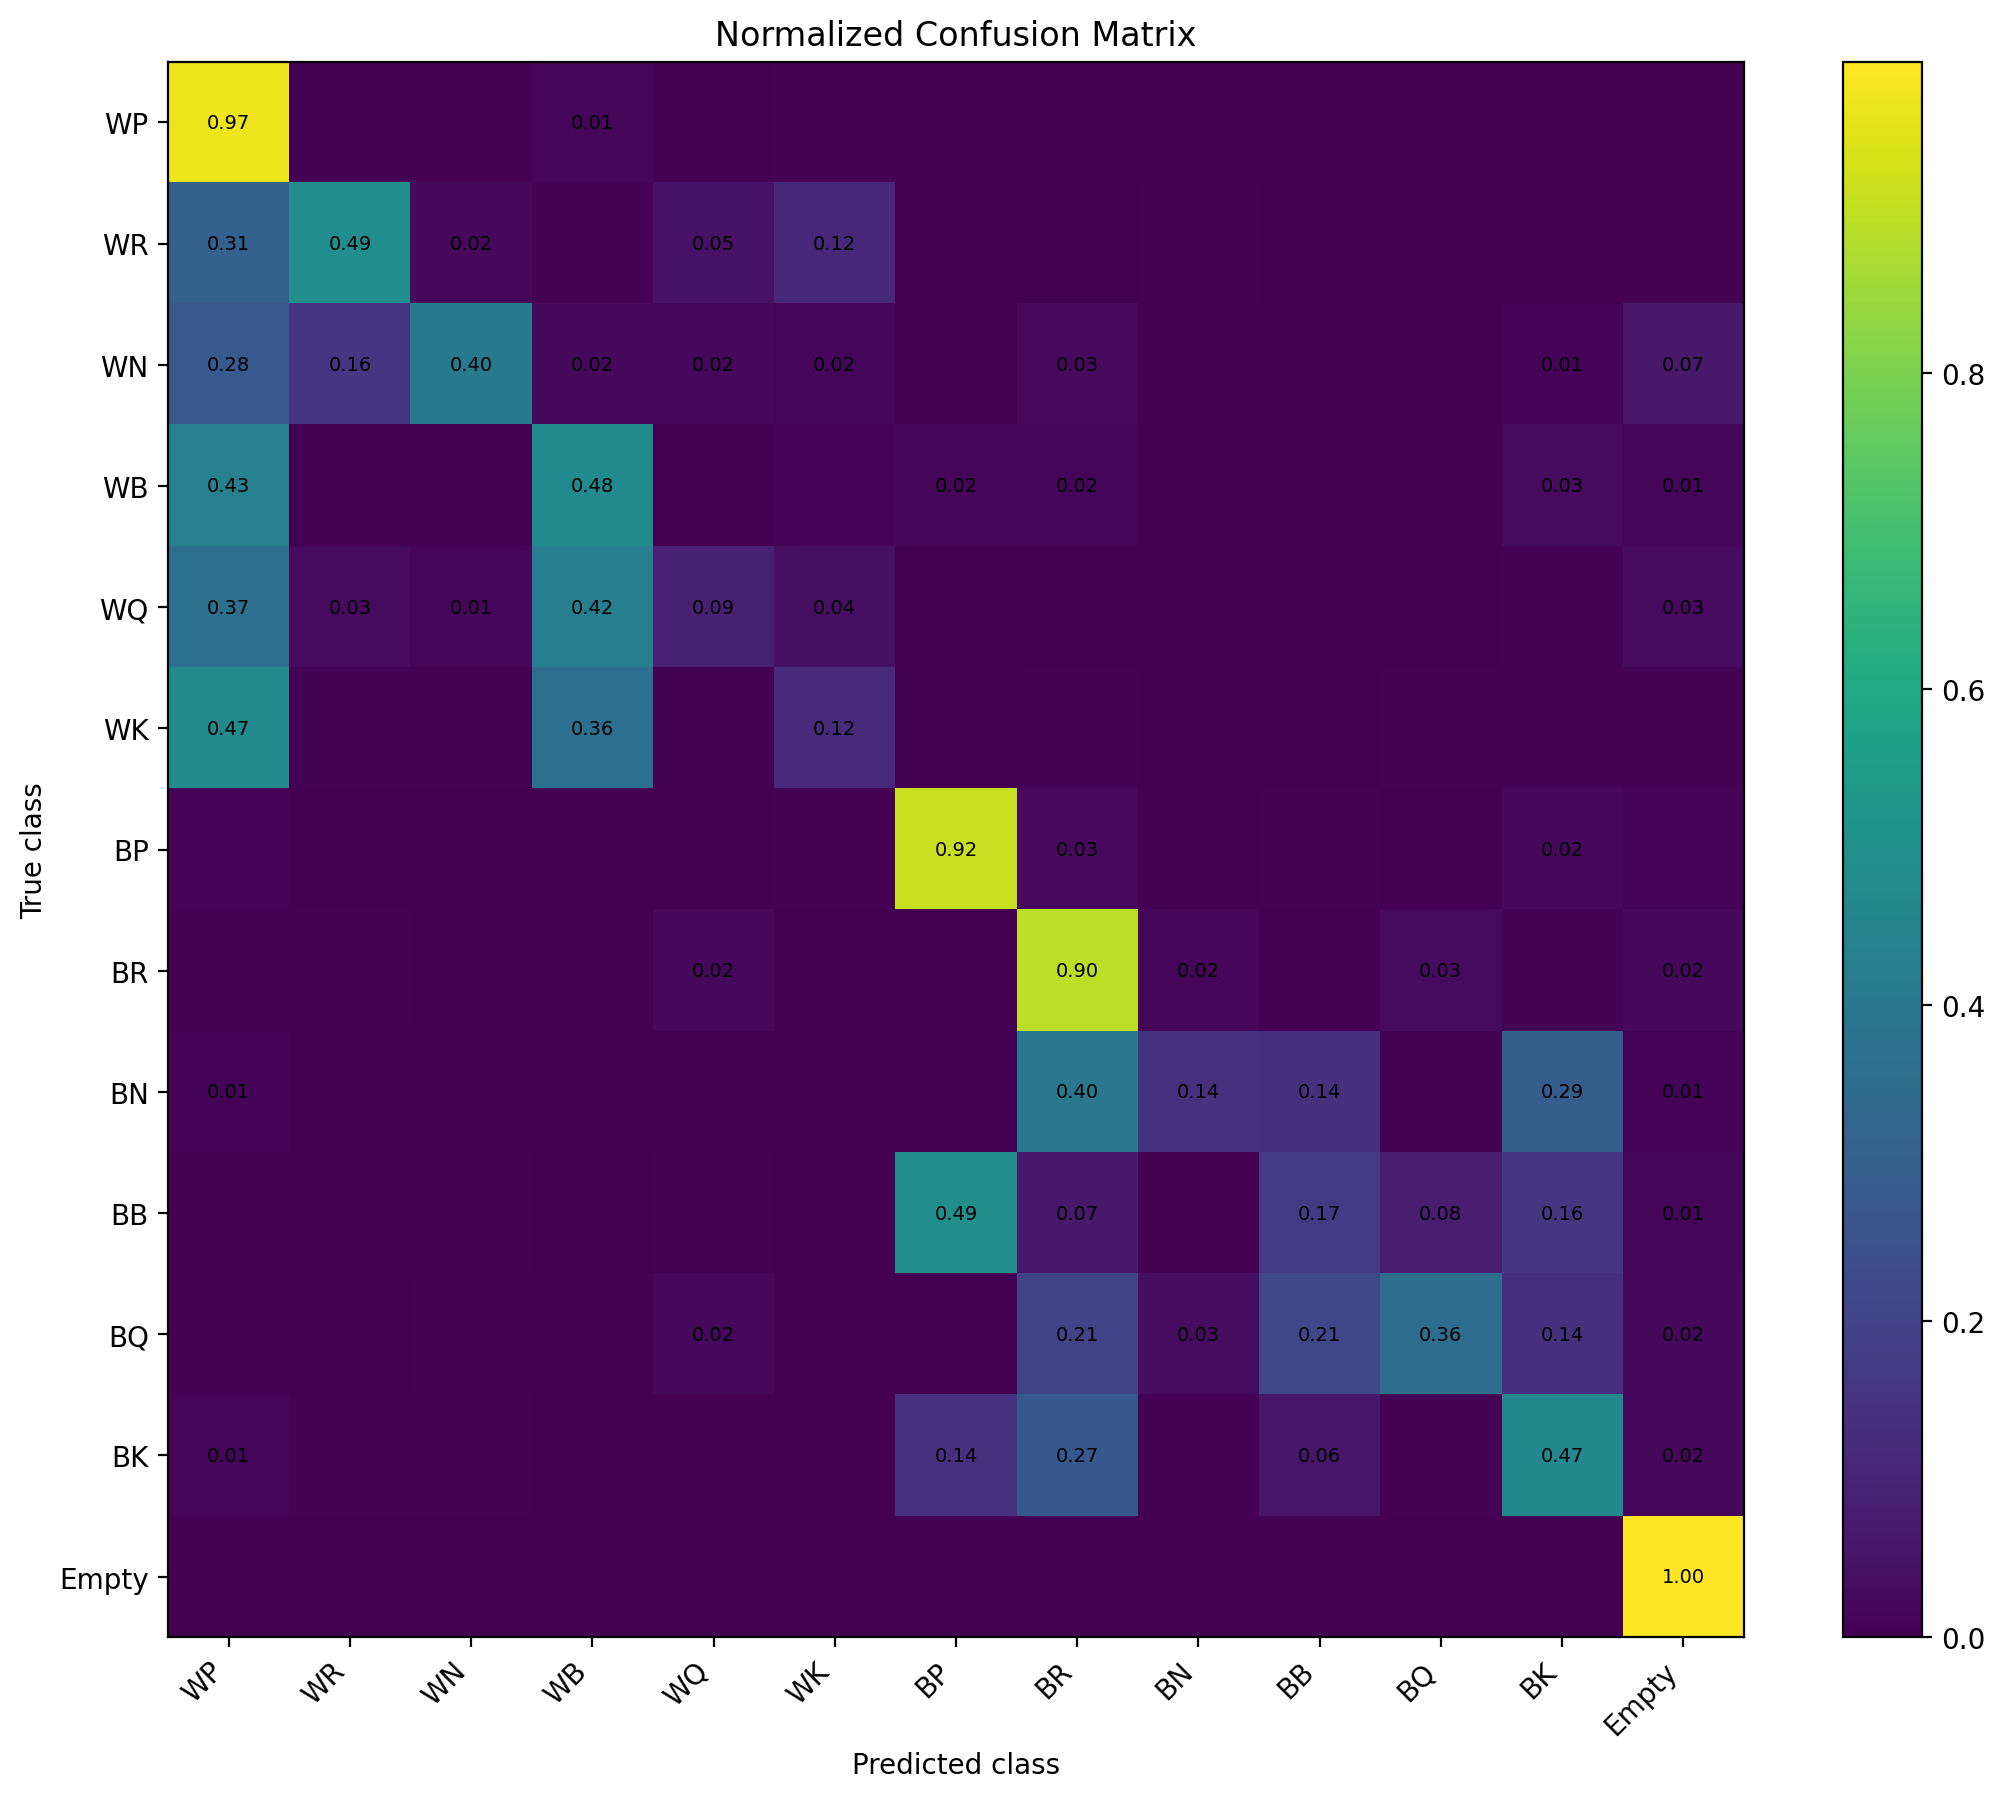 Normalized Confusion Matrix
WP 0.97 0.01
WR 0.31 0.49 0.02 0.05 0.12
WN 0.28 0.16 0.40 0.02 0.02 0.02 0.03 0.01 0.07
WB 0.43 0.48 0.02 0.02 0.03 0.01
WQ 0.37 0.03 0.01 0.42 0.09 0.04 0.03
WK 0.47 0.36 0.12
BP 0.92 0.03 0.02
BR 0.02 0.90 0.02 0.03 0.02
BN 0.01 0.40 0.14 0.14 0.29 0.01
BB 0.49 0.07 0.17 0.08 0.16 0.01
BQ 0.02 0.21 0.03 0.21 0.36 0.14 0.02
BK 0.01 0.14 0.27 0.06 0.47 0.02
Empty 1.00
True class
WP WR WN WB WQ WK BP BR BN BB BQ BK Empty
Predicted class
0.8
0.6
0.4
0.2
0.0